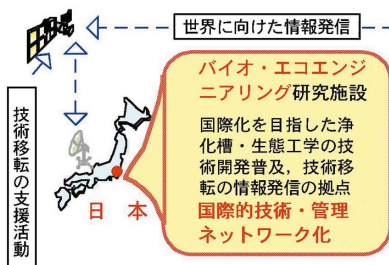 世界に向けた情報発信
バイオ・エコエンジ
ニアリング研究施設
国際化を目指した浄
化槽・生態工学の技
術開発普及，技術移
転の情報発信の拠点
国際的技術・管理
ネットワーク化
技術移転の支援活動
日本